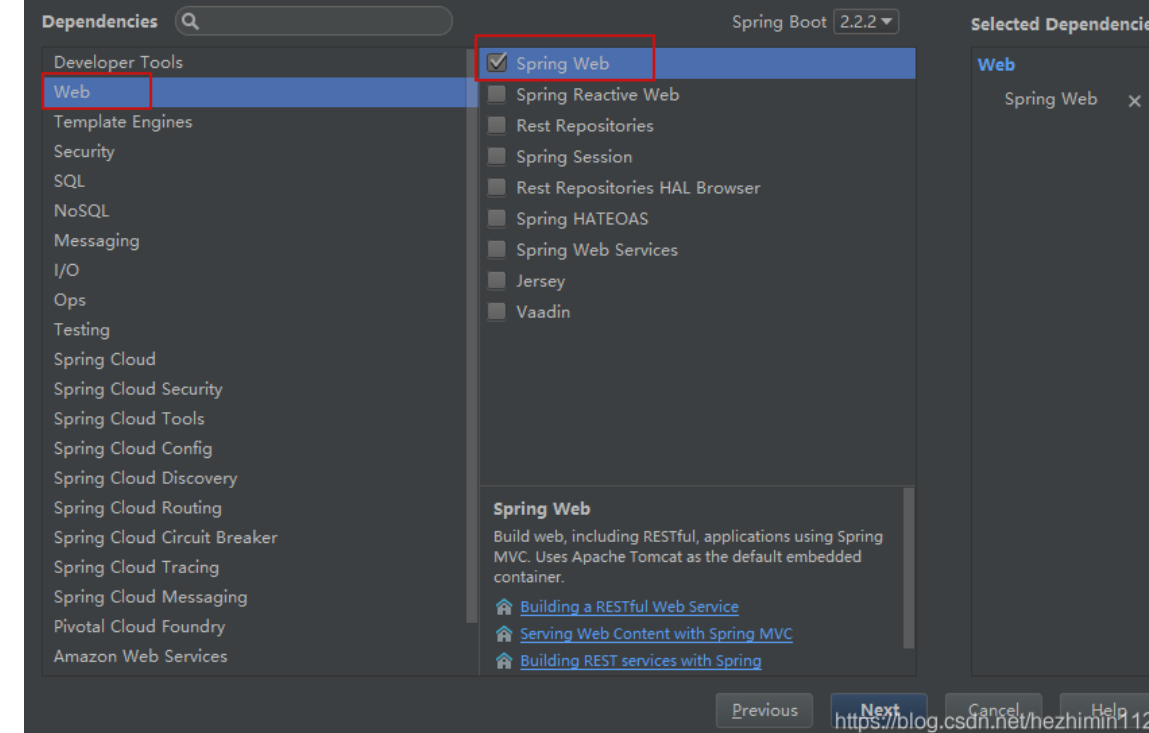 Dependencies
Spring Boot 2.2.2
Selected Dependencie
Developer Tools
Web
Template Engines
Security
SQL
NoSQL
Messaging
I/O
Ops
Testing
Spring Cloud
Spring Cloud Security
Spring Cloud Tools
Spring Cloud Config
Spring Cloud Discovery
Spring Cloud Routing
Spring Cloud Circuit Breaker
Spring Cloud Tracing
Spring Cloud Messaging
Pivotal Cloud Foundry
Amazon Web Services
Spring Web
Spring Reactive Web
Rest Repositories
Spring Session
Rest Repositories HAL Browser
Spring HATEOAS
Spring Web Services
Jersey
Vaadin
Spring Web
Build web, including RESTful, applications using Spring
MVC. Uses Apache Tomcat as the default embedded
container.
Building a RESTful Web Service
Serving Web Content with Spring MVC
Building REST services with Spring
Web
Spring Web
Previous
Next
Cancel
Help
https://blog.csdn.net/hezhimin112